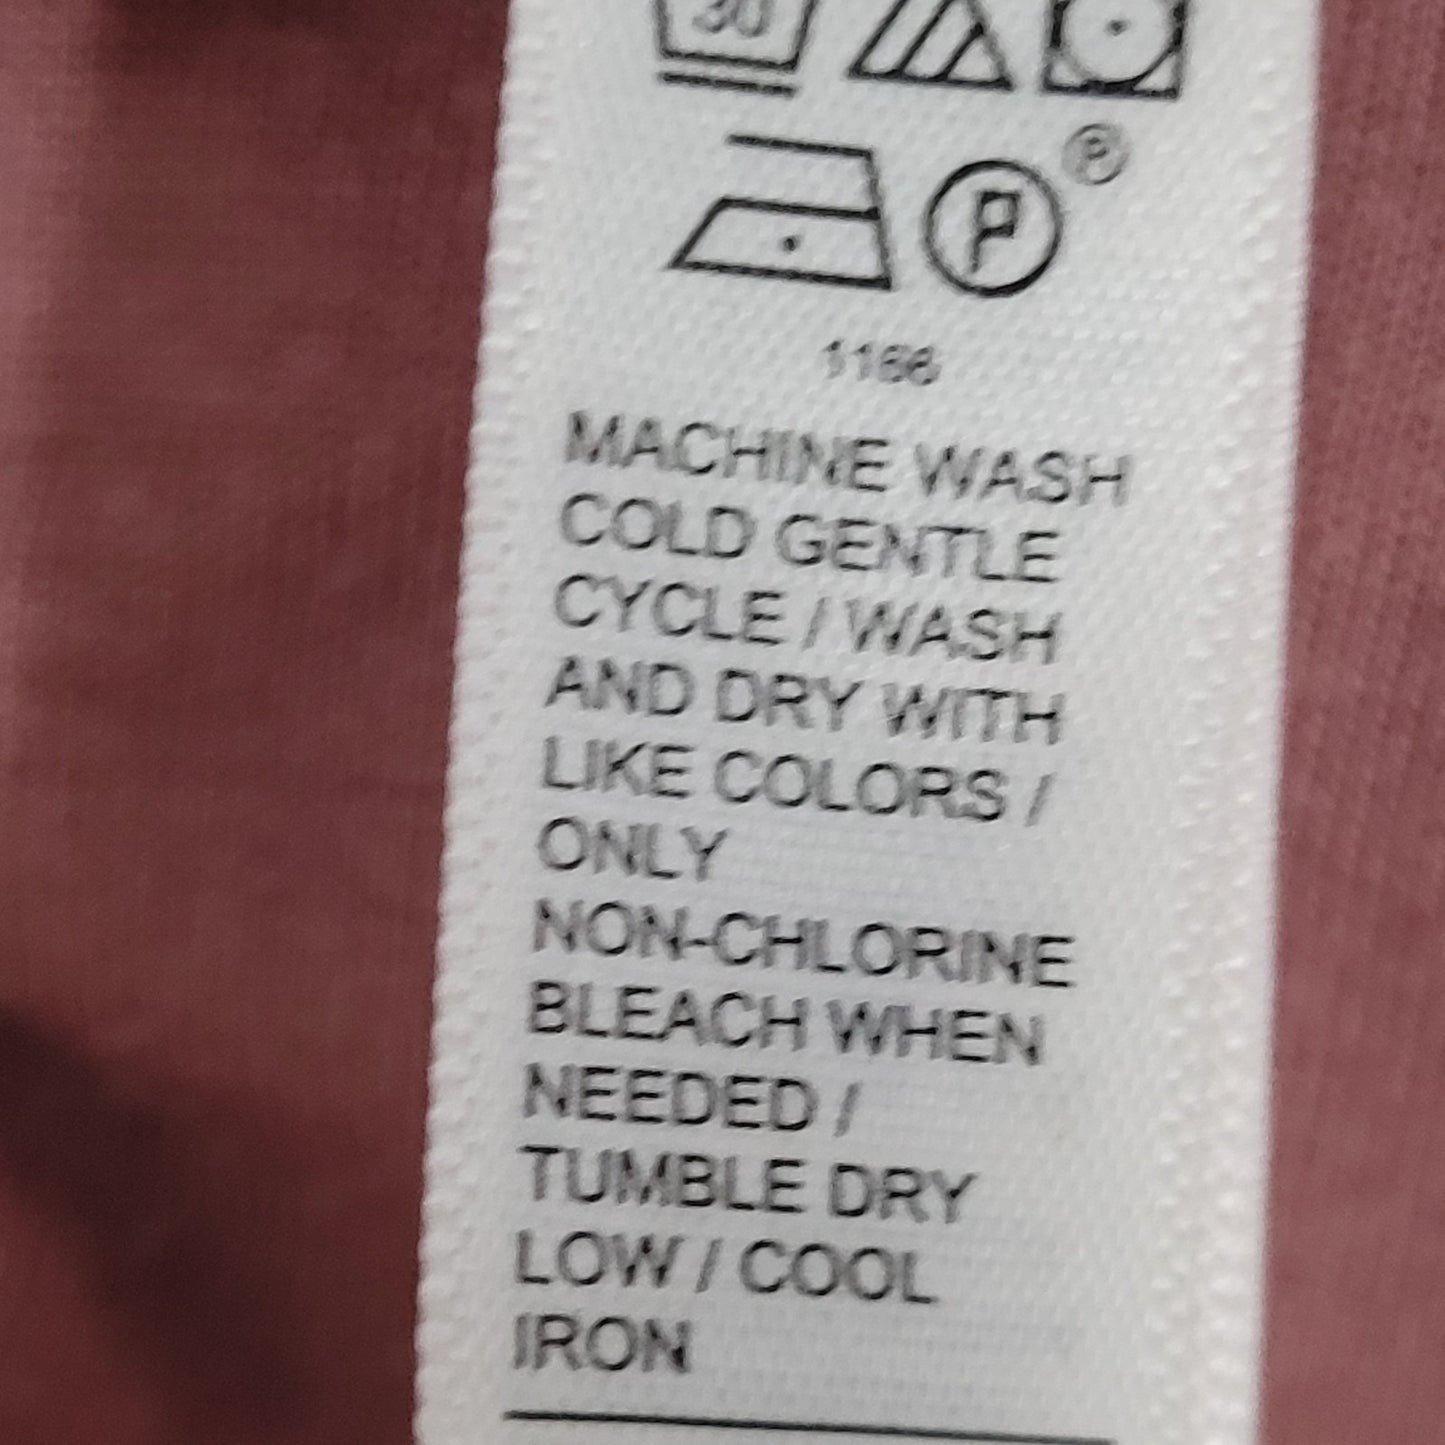 30
P ®
1166
MACHINE WASH
COLD GENTLE
CYCLE / WASH
AND DRY WITH
LIKE COLORS /
ONLY
NON-CHLORINE
BLEACH WHEN
NEEDED /
TUMBLE DRY
LOW / COOL
IRON